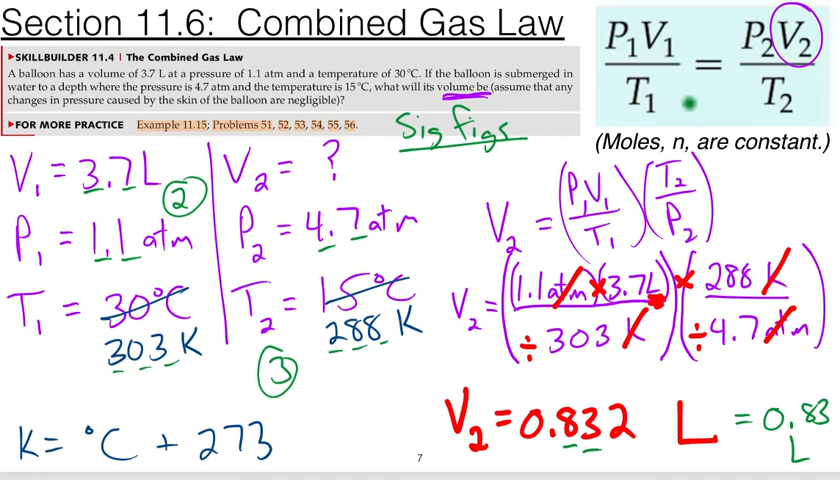 Section 11.6: Combined Gas Law
▶SKILLBUILDER 11.4 | The Combined Gas Law
A balloon has a volume of 3.7 L at a pressure of 1.1 atm and a temperature of 30 °C. If the balloon is submerged in
water to a depth where the pressure is 4.7 atm and the temperature is 15 °C, what will its volume be (assume that any
changes in pressure caused by the skin of the balloon are negligible)?
▶FOR MORE PRACTICE Example 11.15; Problems 51, 52, 53, 54, 55, 56.
P₁V₁/T₁ = P₂V₂/T₂
(Moles, n, are constant.)
Sig figs
V₁ = 3.7 L
②
P₁ = 1.1 atm
T₁ = 30°C
303 K
V₂ = ?
P₂ = 4.7 atm
T₂ = 15°C
288 K
③
K = °C + 273
V₂ = (P₁V₁/T₁)(T₂/P₂)
V₂ = ((1.1 atm × 3.7 L) ÷ 303 K) × (288 K ÷ 4.7 atm)
V₂ = 0.832 L = 0.83
L
7